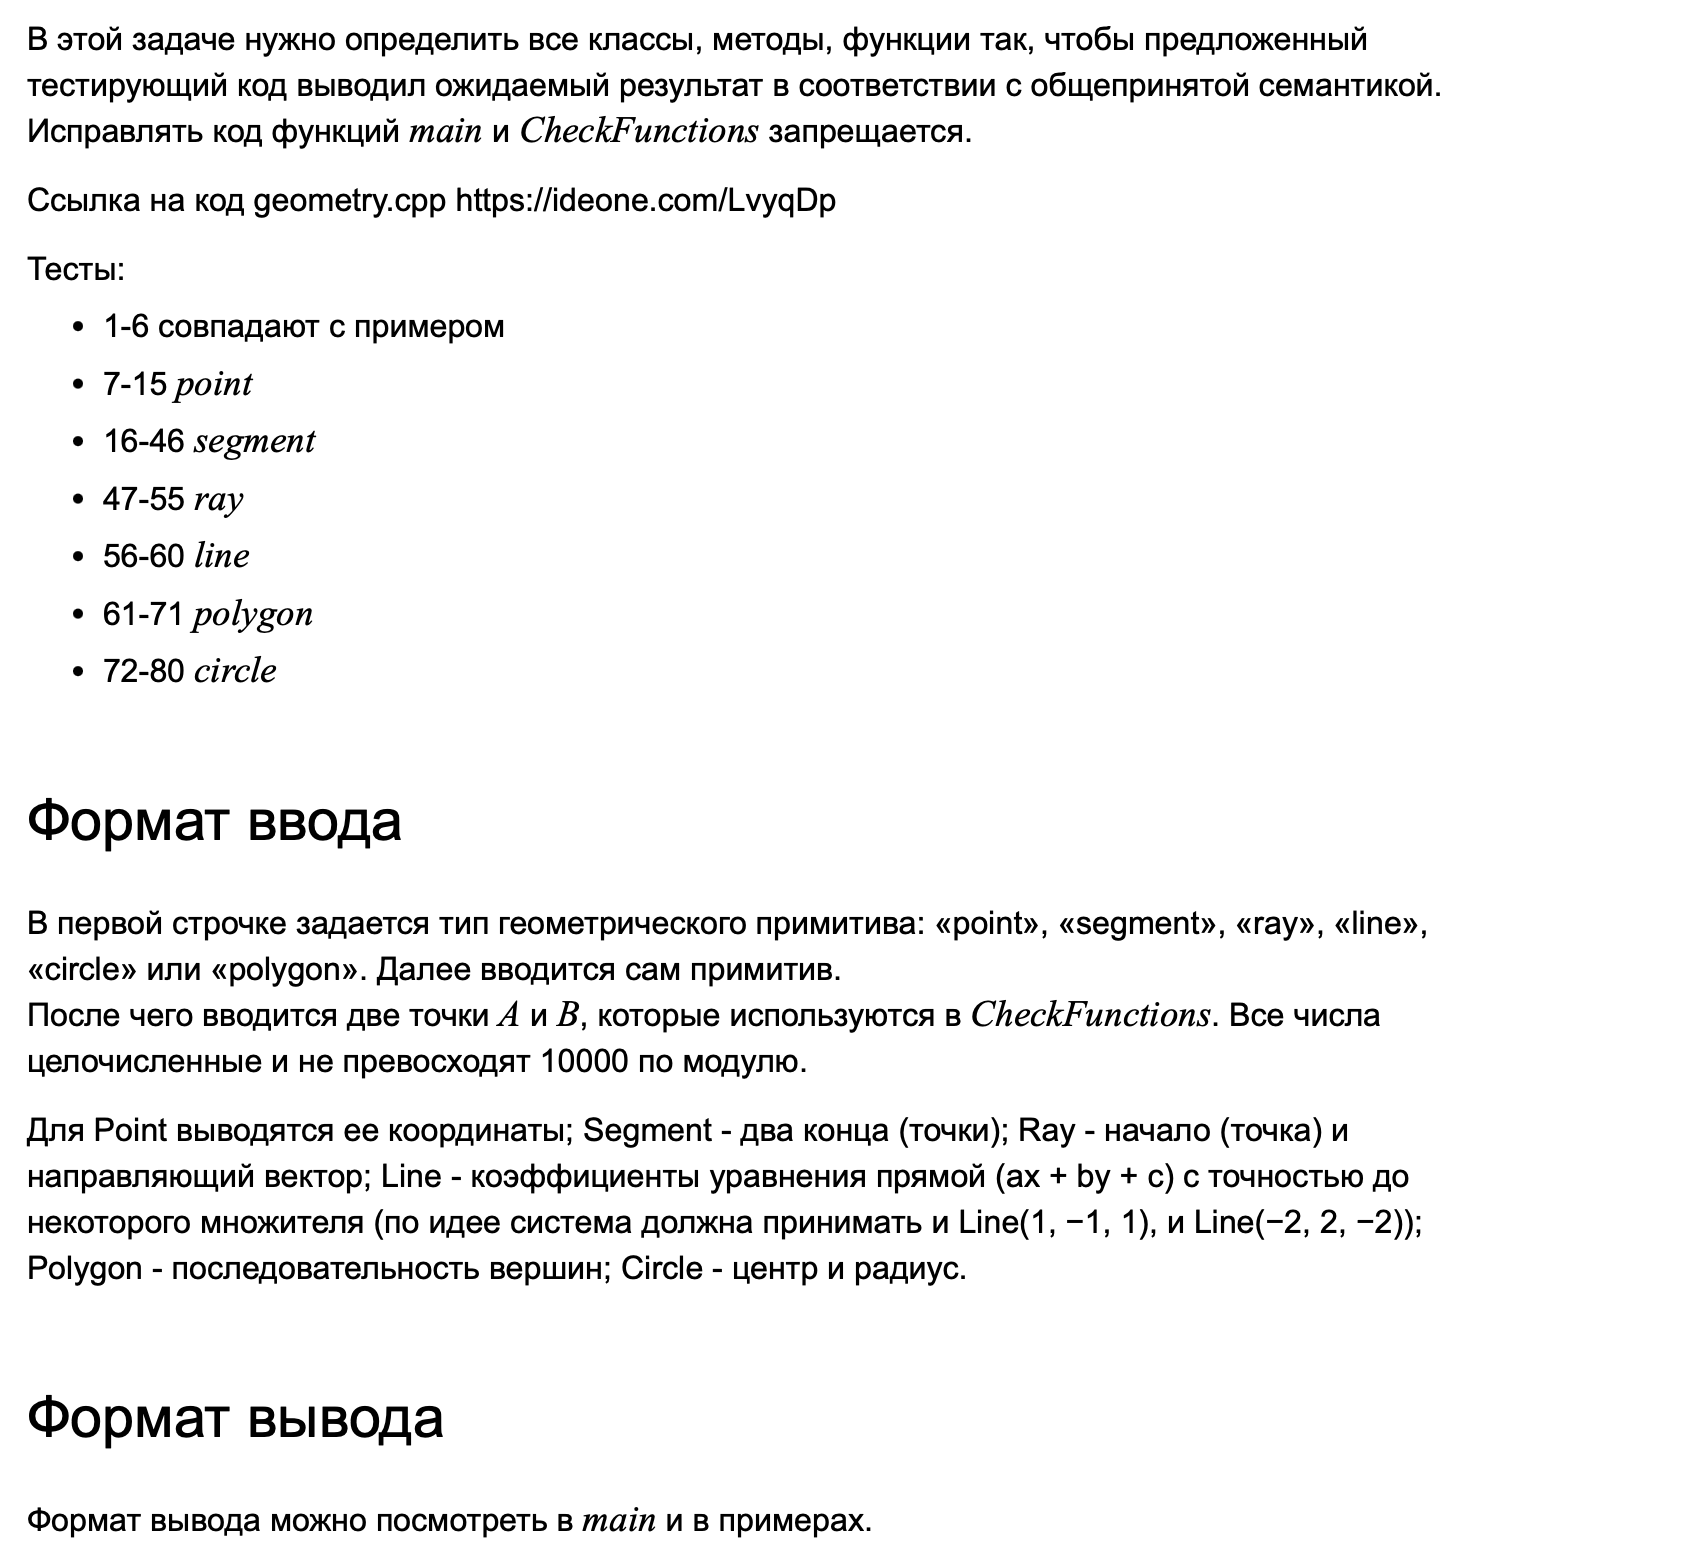 В этой задаче нужно определить все классы, методы, функции так, чтобы предложенный
тестирующий код выводил ожидаемый результат в соответствии с общепринятой семантикой.
Исправлять код функций main и CheckFunctions запрещается.
Ссылка на код geometry.cpp https://ideone.com/LvyqDp
Тесты:
• 1-6 совпадают с примером
• 7-15 point
• 16-46 segment
• 47-55 ray
• 56-60 line
• 61-71 polygon
• 72-80 circle
Формат ввода
В первой строчке задается тип геометрического примитива: «point», «segment», «ray», «line»,
«circle» или «polygon». Далее вводится сам примитив.
После чего вводится две точки A и B, которые используются в CheckFunctions. Все числа
целочисленные и не превосходят 10000 по модулю.
Для Point выводятся ее координаты; Segment - два конца (точки); Ray - начало (точка) и
направляющий вектор; Line - коэффициенты уравнения прямой (ax + by + c) с точностью до
некоторого множителя (по идее система должна принимать и Line(1, −1, 1), и Line(−2, 2, −2));
Polygon - последовательность вершин; Circle - центр и радиус.
Формат вывода
Формат вывода можно посмотреть в main и в примерах.